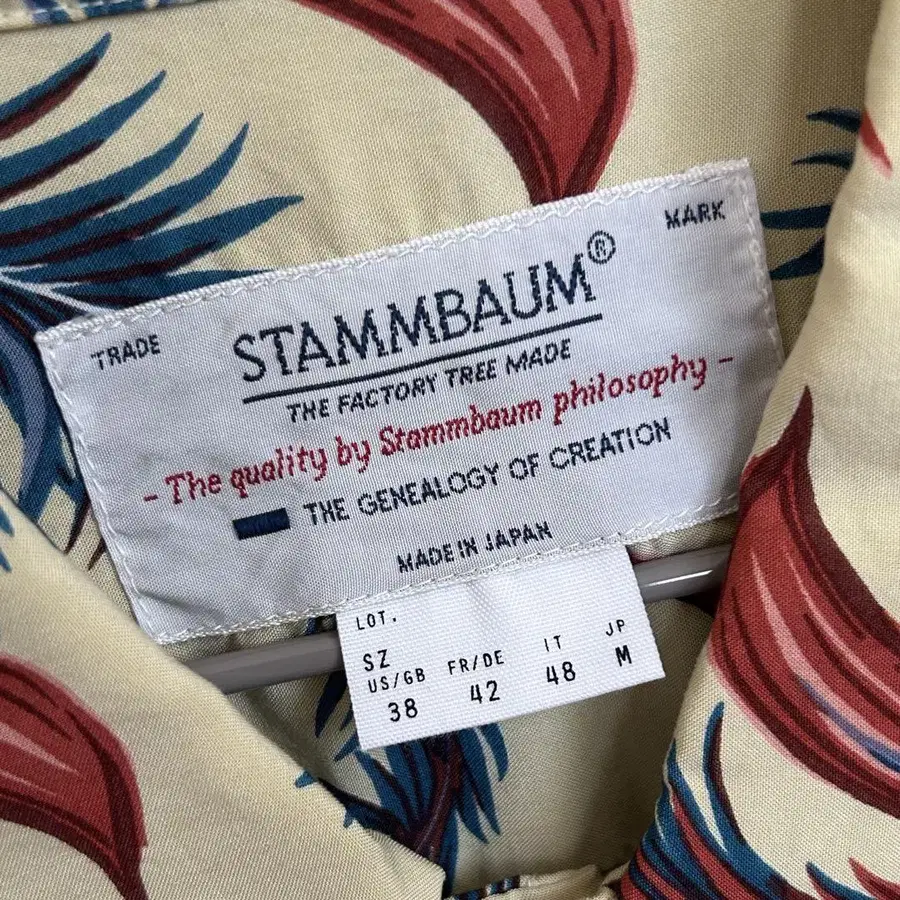 TRADE MARK
STAMMBAUM®
THE FACTORY TREE MADE
- The quality by Stammbaum philosophy -
THE GENEALOGY OF CREATION
MADE IN JAPAN
LOT.
SZ
US/GB FR/DE IT JP
38 42 48 M